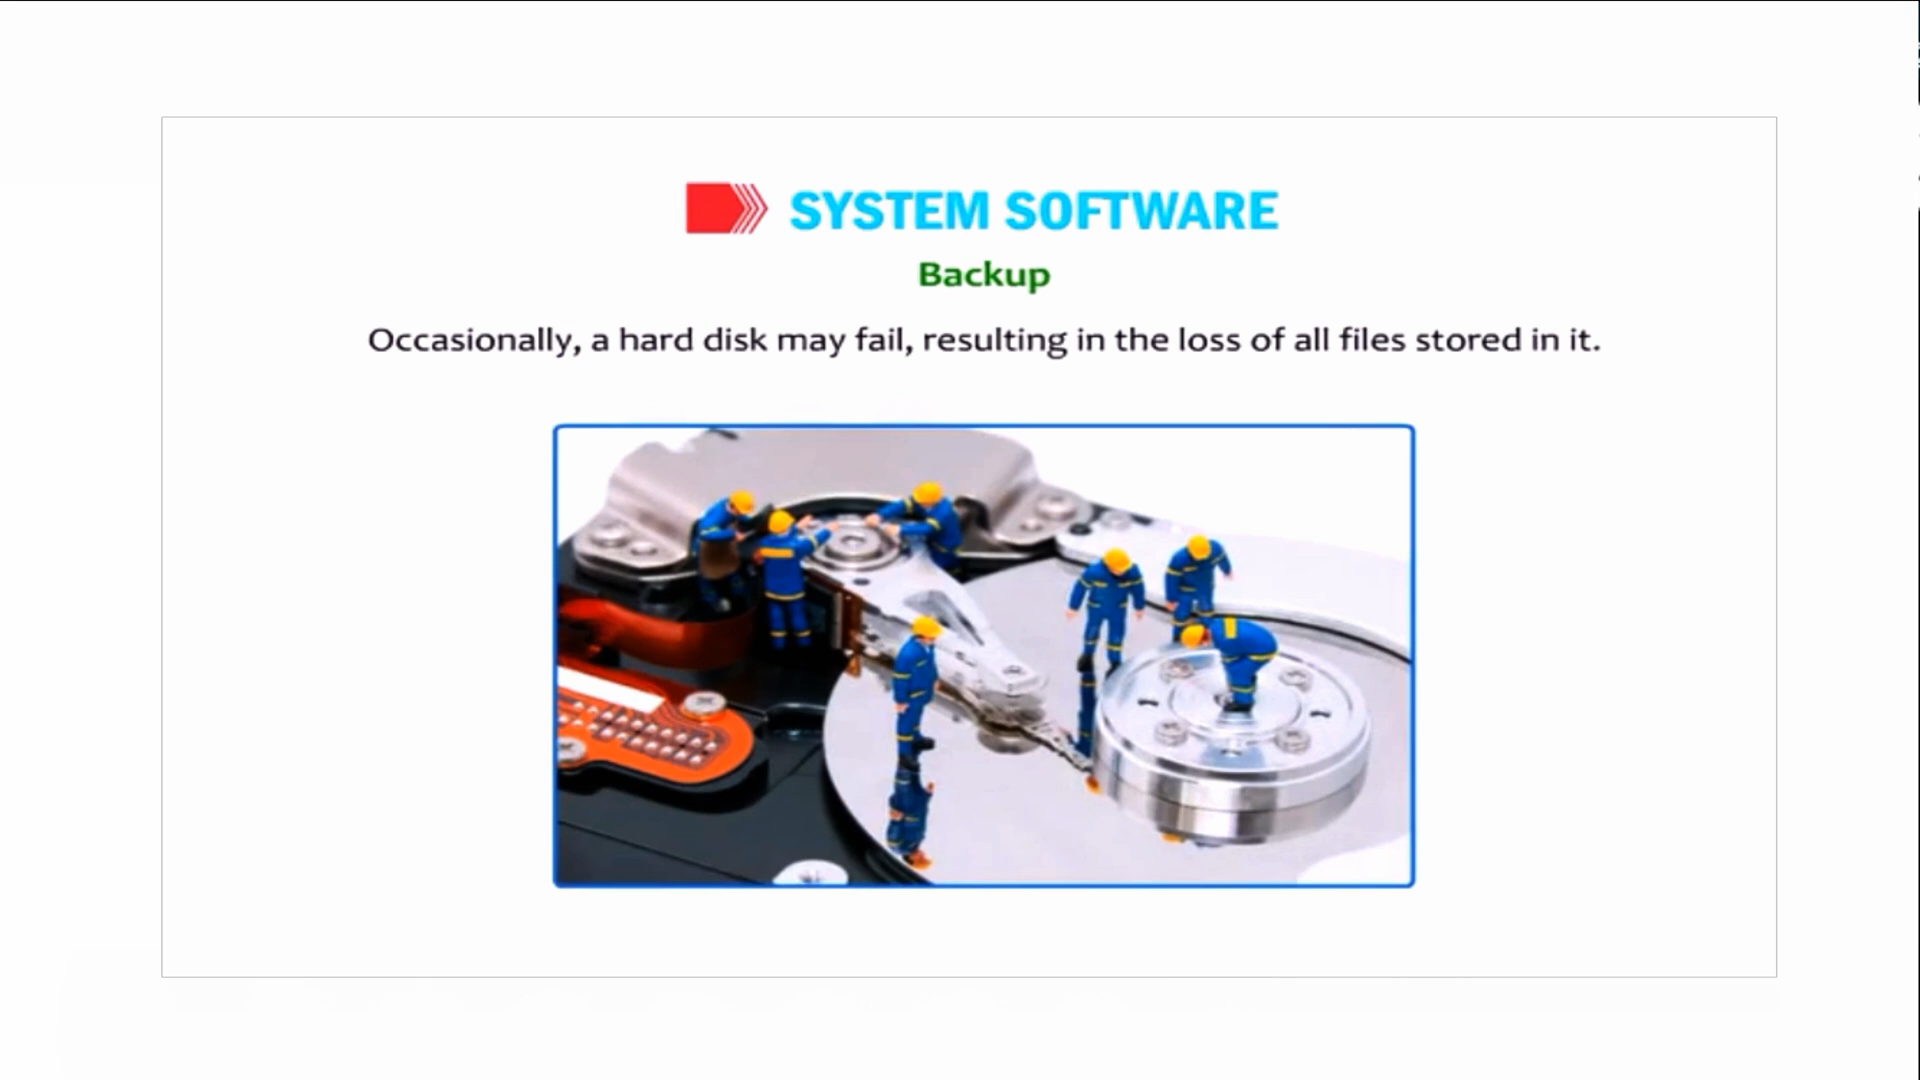 SYSTEM SOFTWARE
Backup
Occasionally, a hard disk may fail, resulting in the loss of all files stored in it.